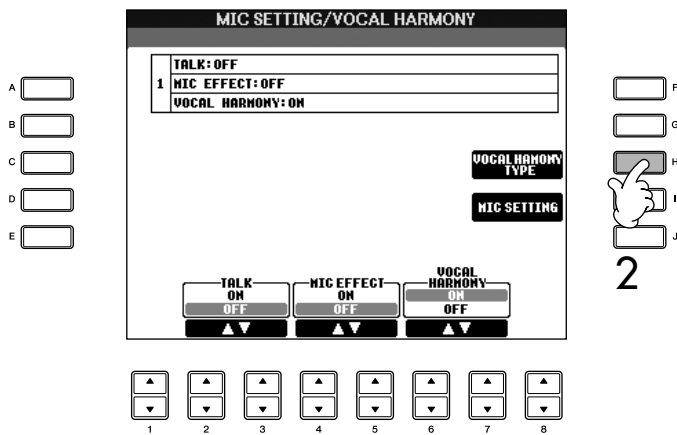 MIC SETTING/VOCAL HARMONY
TALK: OFF
1 MIC EFFECT: OFF
VOCAL HARMONY: ON
A
F
B
G
C
VOCAL HAMONY TYPE
H
D
MIC SETTING
I
E
J
2
TALK
ON
OFF
MIC EFFECT
ON
OFF
VOCAL HARMONY
ON
OFF
1 2 3 4 5 6 7 8